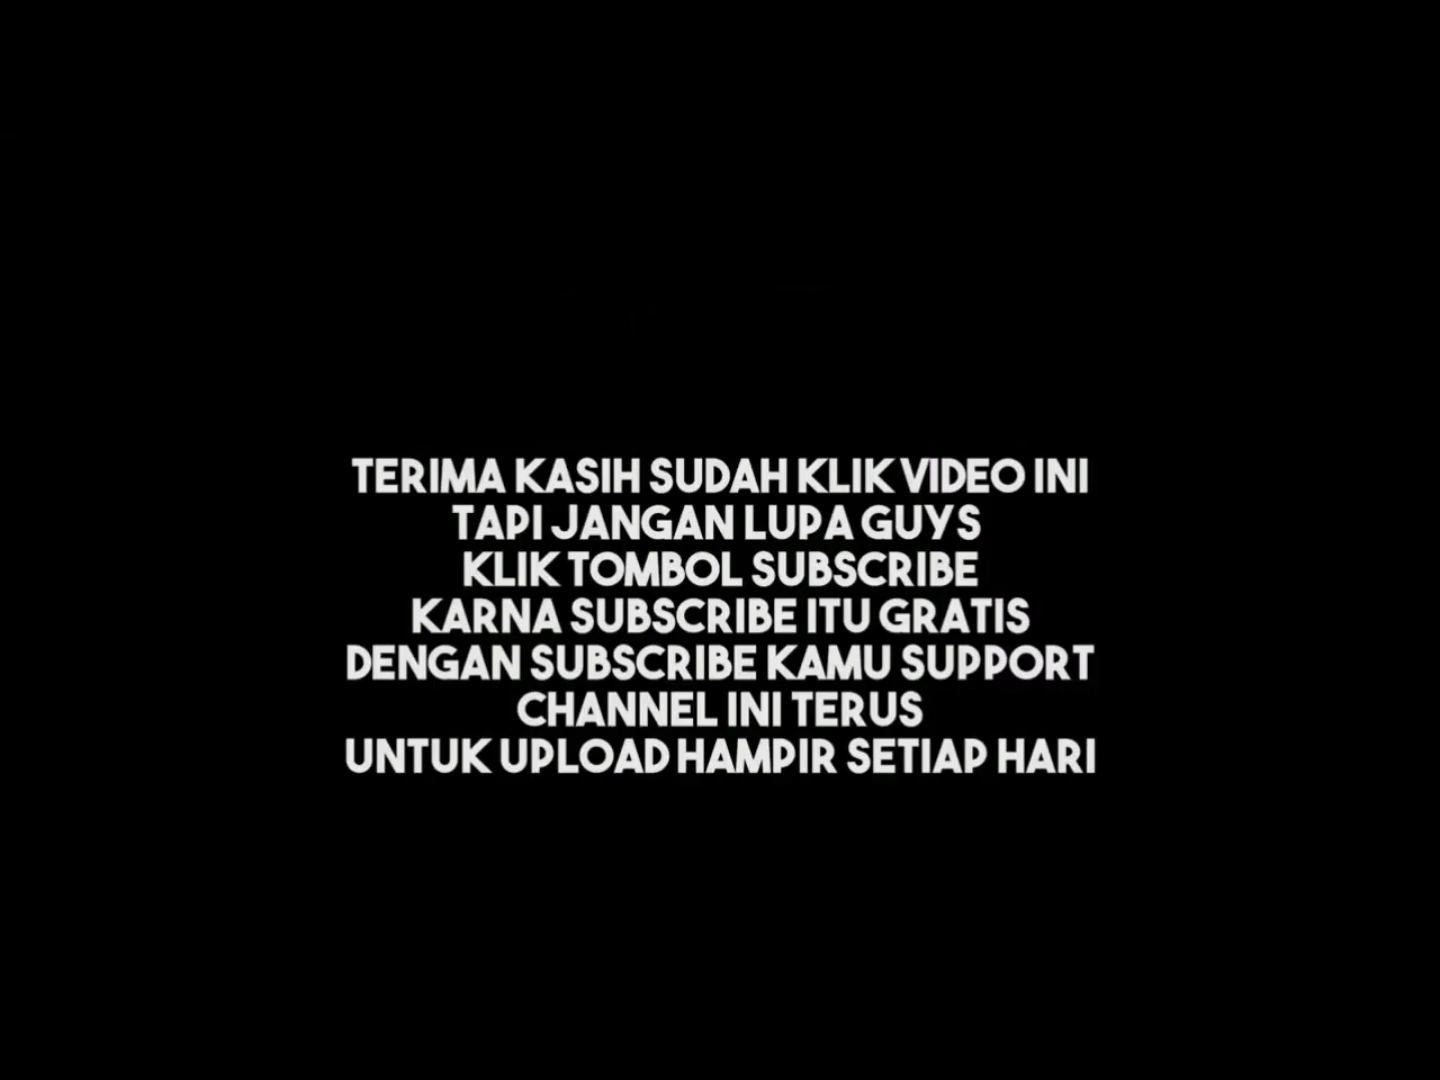 TERIMA KASIH SUDAH KLIK VIDEO INI
TAPI JANGAN LUPA GUYS
KLIK TOMBOL SUBSCRIBE
KARNA SUBSCRIBE ITU GRATIS
DENGAN SUBSCRIBE KAMU SUPPORT
CHANNEL INI TERUS
UNTUK UPLOAD HAMPIR SETIAP HARI